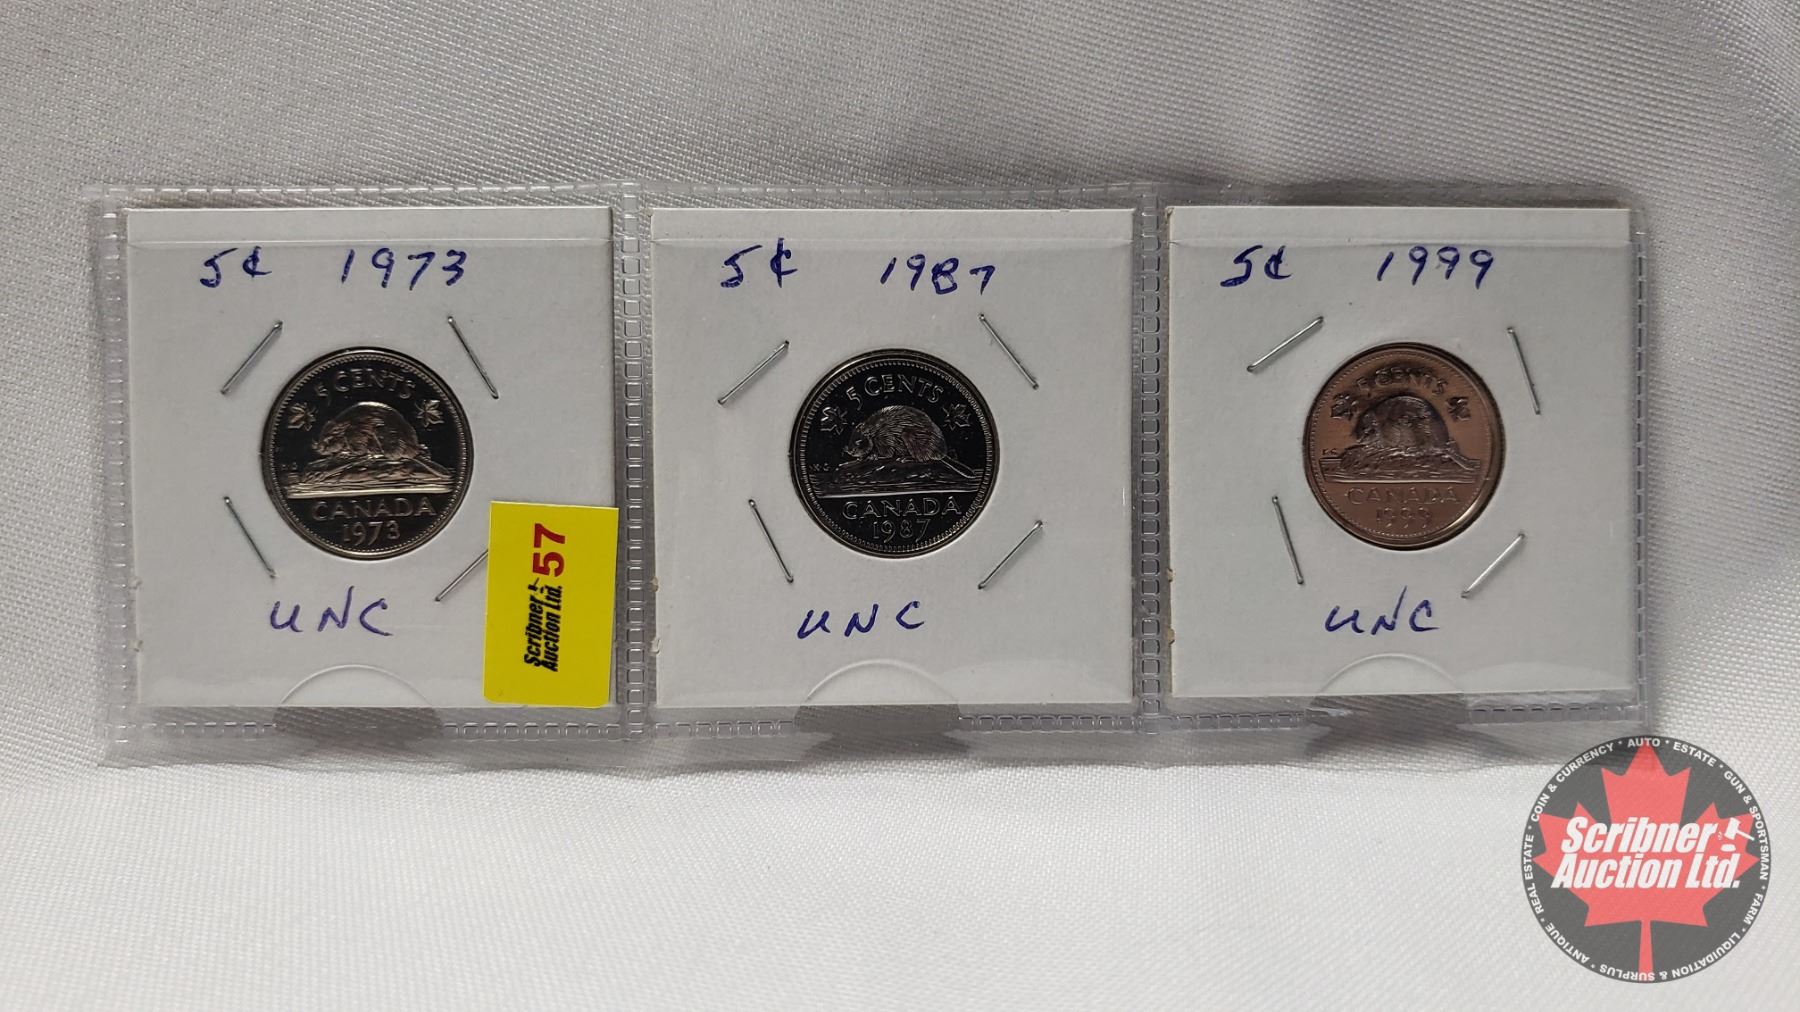 5¢ 1973
5 CENTS
K·G
CANADA
1973
UNC
57
Scribner
Auction Ltd.
5¢ 1987
5 CENTS
K·G
CANADA
1987
UNC
5¢ 1999
5 CENTS
K·G
CANADA
1999
UNC
COIN & CURRENCY * AUTO * ESTATE * GUN & SPORTSMAN * FARM * LIQUIDATION & SURPLUS * ANTIQUE * REAL ESTATE *
Scribner
Auction Ltd.